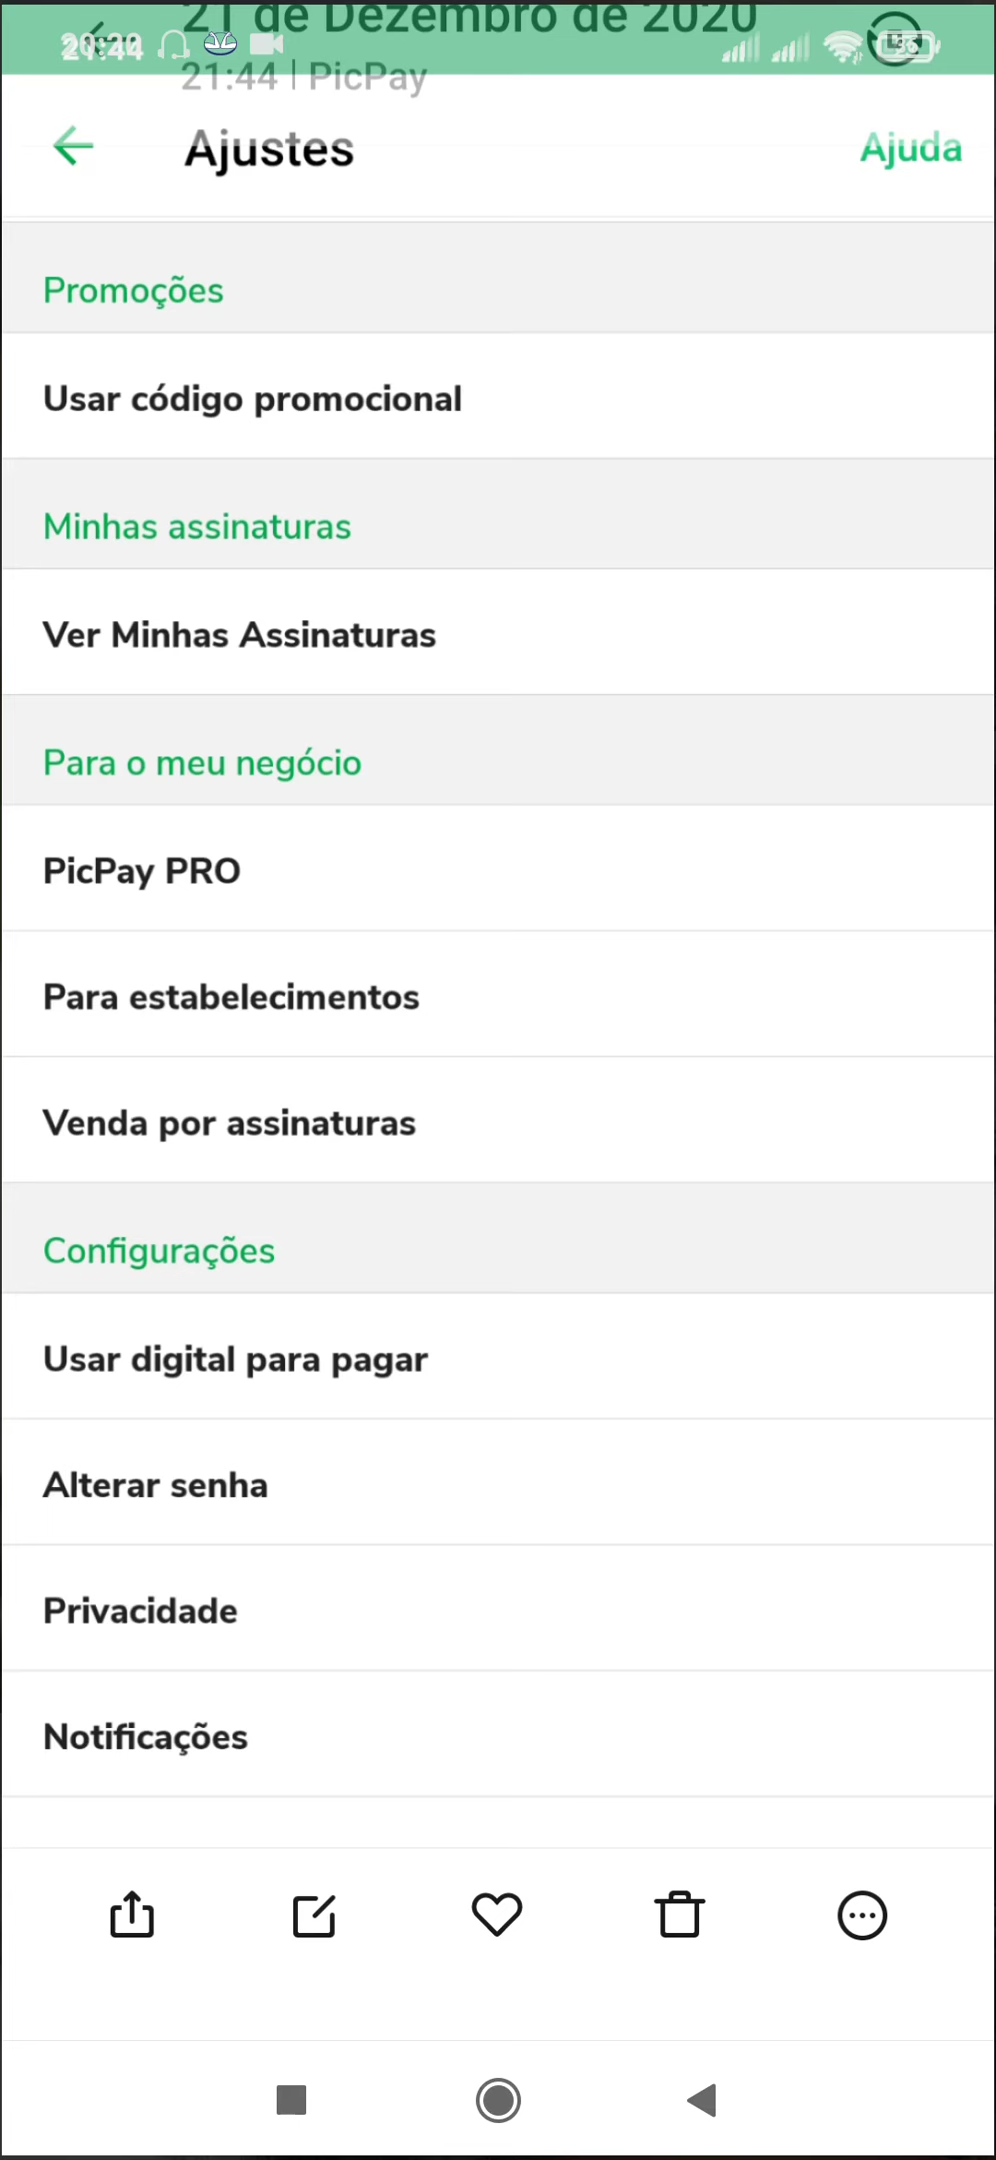 21 de Dezembro de 2020
21:44 | PicPay
Ajustes
Ajuda
Promoções
Usar código promocional
Minhas assinaturas
Ver Minhas Assinaturas
Para o meu negócio
PicPay PRO
Para estabelecimentos
Venda por assinaturas
Configurações
Usar digital para pagar
Alterar senha
Privacidade
Notificações